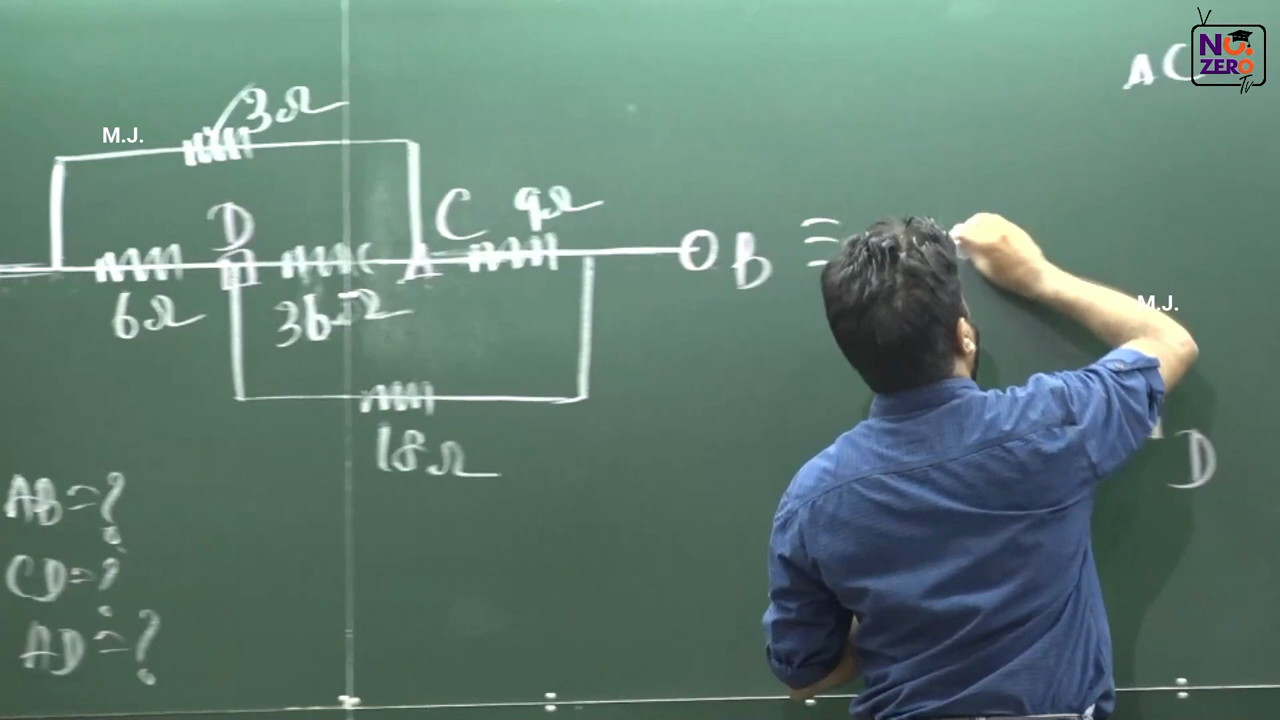 NO. ZERO TV
A C
M.J.
3Ω
D
C
9Ω
A
B
≡
6Ω
36Ω
M.J.
18Ω
D
AB=?
CD=?
AD=?